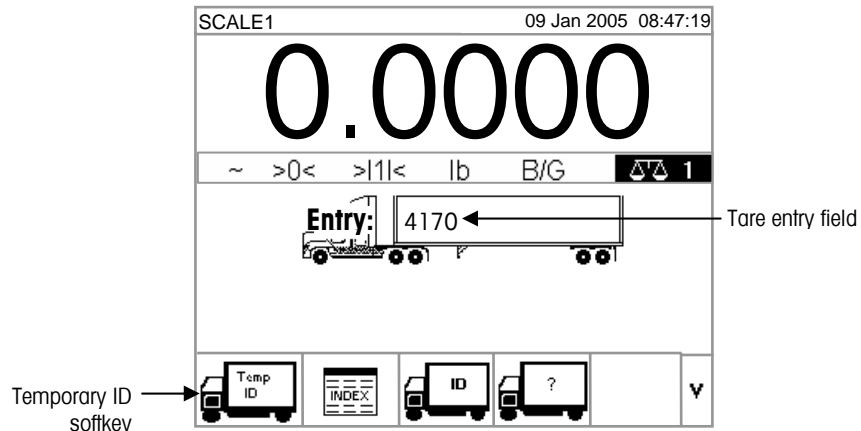 SCALE1 09 Jan 2005 08:47:19
0.0000
~ >0< >|1|< lb B/G 1
Entry: 4170
Tare entry field
Temp
ID
INDEX
ID
?
V
Temporary ID
softkey